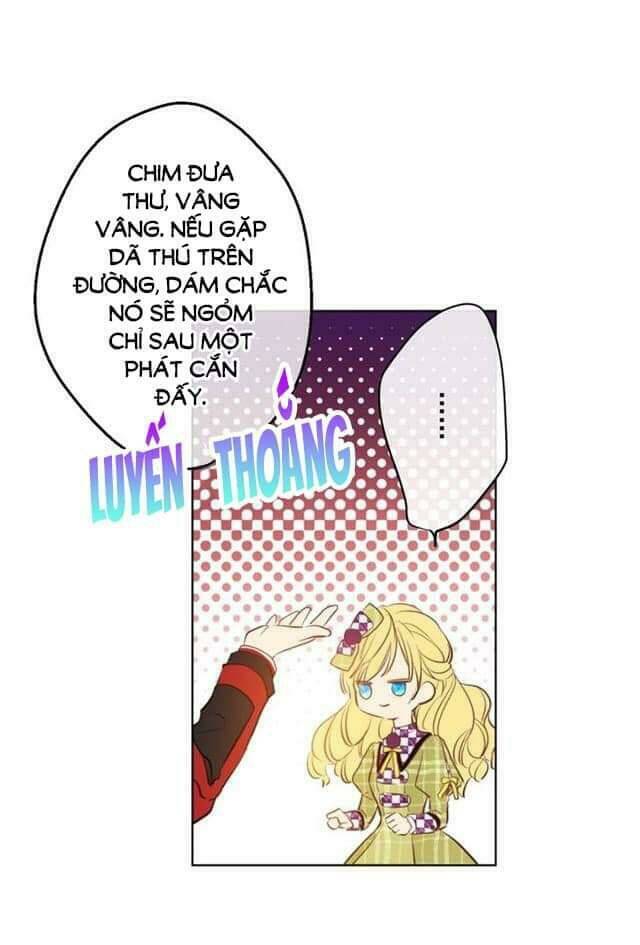 CHIM ĐƯA
THƯ, VÂNG
VÂNG. NẾU GẶP
DÃ THÚ TRÊN
ĐƯỜNG, DÁM CHẮC
NÓ SẼ NGỎM
CHỈ SAU MỘT
PHÁT CẮN
ĐẤY.
.......
LUYẾN THOẮNG